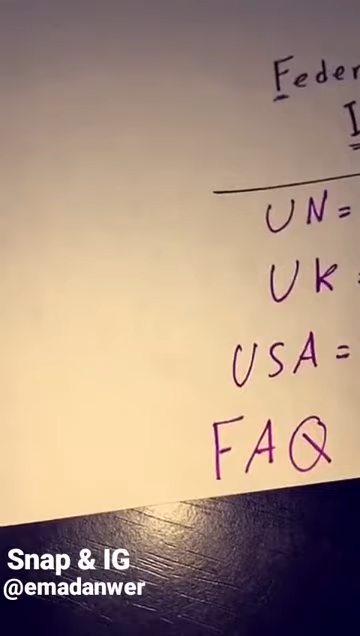 Feder
I
UN=
UK=
USA=
FAQ
Snap & IG
@emadanwer